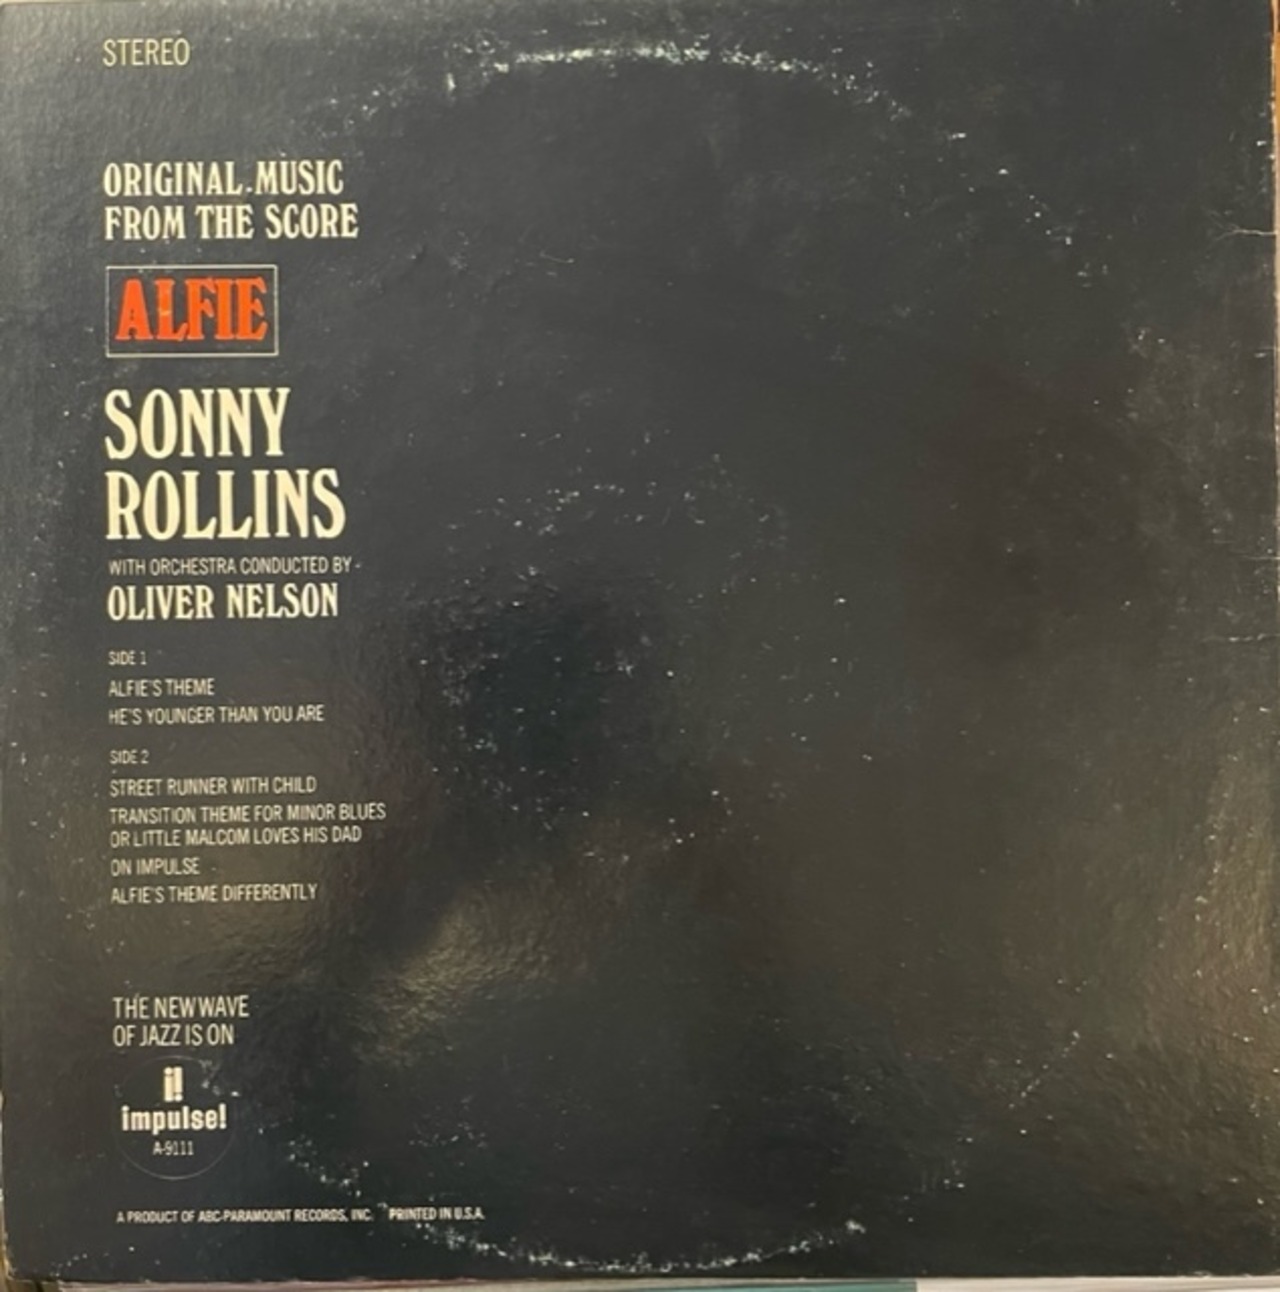 STEREO
ORIGINAL MUSIC
FROM THE SCORE
ALFIE
SONNY
ROLLINS
WITH ORCHESTRA CONDUCTED BY
OLIVER NELSON
SIDE 1
ALFIE'S THEME
HE'S YOUNGER THAN YOU ARE
SIDE 2
STREET RUNNER WITH CHILD
TRANSITION THEME FOR MINOR BLUES
OR LITTLE MALCOM LOVES HIS DAD
ON IMPULSE
ALFIE'S THEME DIFFERENTLY
THE NEW WAVE
OF JAZZ IS ON
i!
impulse!
A-9111
A PRODUCT OF ABC-PARAMOUNT RECORDS, INC. PRINTED IN U.S.A.